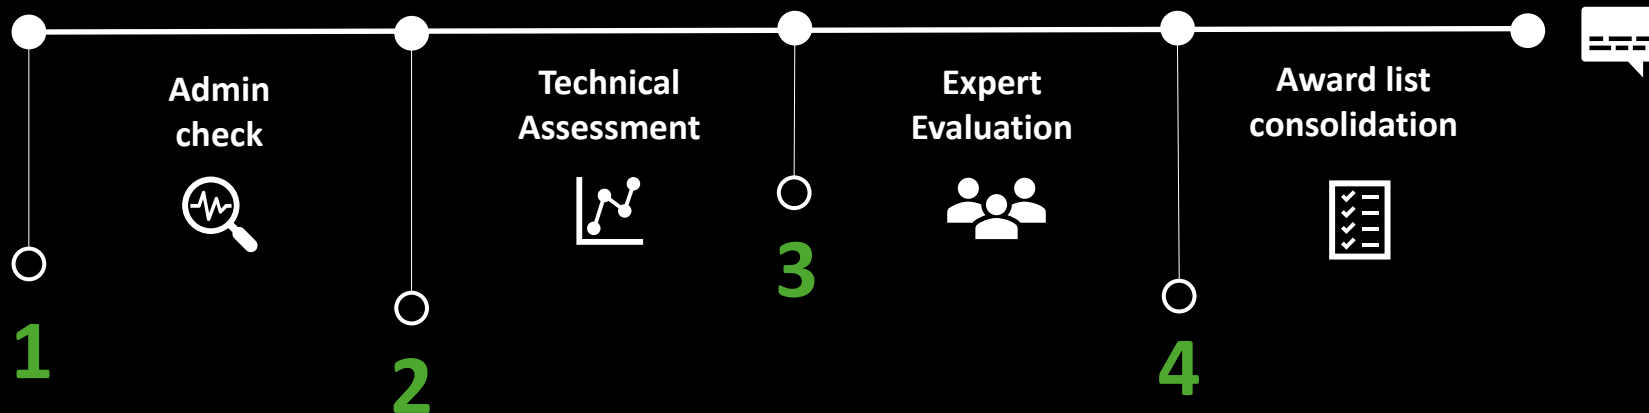 Admin
check
Technical
Assessment
Expert
Evaluation
Award list
consolidation
1
2
3
4